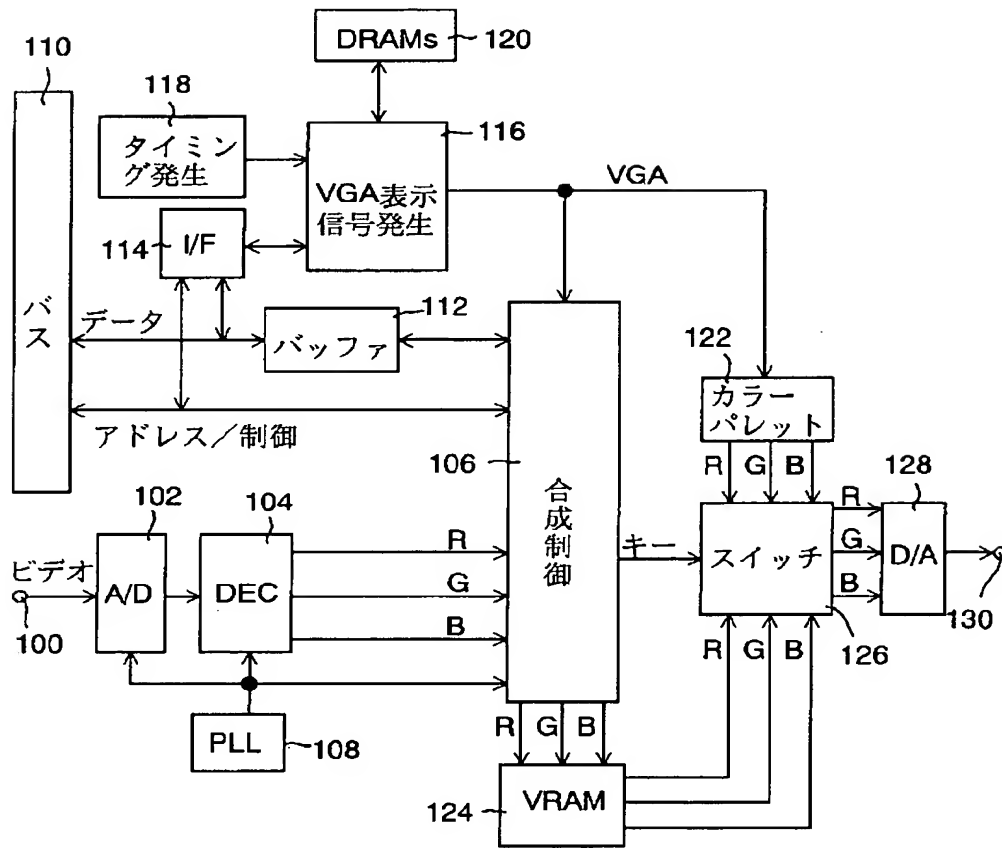 DRAMs
120
110
118
タイミン
グ発生
116
VGA表示
信号発生
VGA
114
I/F
バス
データ
112
バッファ
122
カラー
パレット
アドレス/制御
106
R
G
B
128
102
104
合成制御
キー
スイッチ
R
G
B
D/A
ビデオ
A/D
DEC
R
G
B
100
130
126
R
G
B
PLL
108
R
G
B
124
VRAM